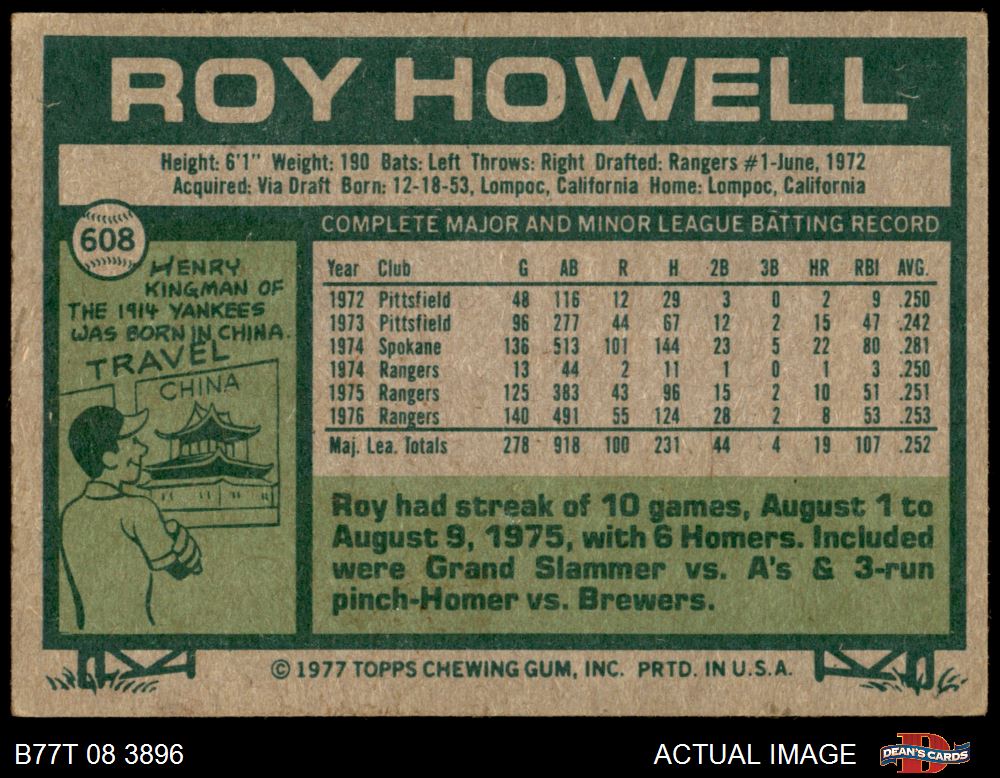 ROY HOWELL
Height: 6'1" Weight: 190 Bats: Left Throws: Right Drafted: Rangers #1-June, 1972
Acquired: Via Draft Born: 12-18-53, Lompoc, California Home: Lompoc, California
608
HENRY
KINGMAN OF
THE 1914 YANKEES
WAS BORN IN CHINA.
TRAVEL
CHINA
COMPLETE MAJOR AND MINOR LEAGUE BATTING RECORD
Year Club G AB R H 2B 3B HR RBI AVG.
1972 Pittsfield 48 116 12 29 3 0 2 9 .250
1973 Pittsfield 96 277 44 67 12 2 15 47 .242
1974 Spokane 136 513 101 144 23 5 22 80 .281
1974 Rangers 13 44 2 11 1 0 1 3 .250
1975 Rangers 125 383 43 96 15 2 10 51 .251
1976 Rangers 140 491 55 124 28 2 8 53 .253
Maj. Lea. Totals 278 918 100 231 44 4 19 107 .252
Roy had streak of 10 games, August 1 to
August 9, 1975, with 6 Homers. Included
were Grand Slammer vs. A's & 3-run
pinch-Homer vs. Brewers.
© 1977 TOPPS CHEWING GUM, INC. PRTD. IN U.S.A.
B77T 08 3896
ACTUAL IMAGE
DEAN'S CARDS